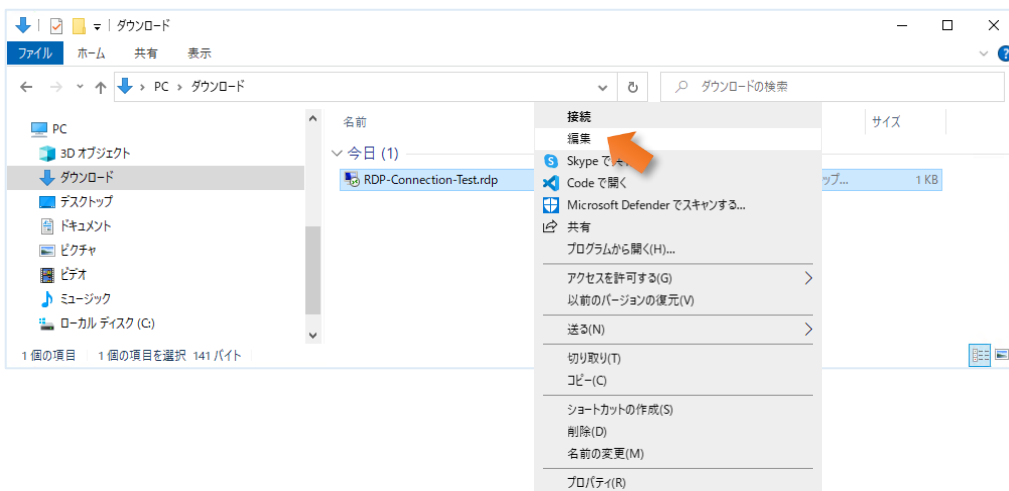 ダウンロード
ファイル ホーム 共有 表示
PC ダウンロード ダウンロードの検索
名前 サイズ
PC
3D オブジェクト
ダウンロード
デスクトップ
ドキュメント
ピクチャ
ビデオ
ミュージック
ローカル ディスク (C:)
今日 (1)
RDP-Connection-Test.rdp ップ... 1 KB
接続
編集
Skype で
Code で開く
Microsoft Defender でスキャンする...
共有
プログラムから開く(H)...
アクセスを許可する(G)
以前のバージョンの復元(V)
送る(N)
切り取り(T)
コピー(C)
ショートカットの作成(S)
削除(D)
名前の変更(M)
プロパティ(R)
1 個の項目 1 個の項目を選択 141 バイト